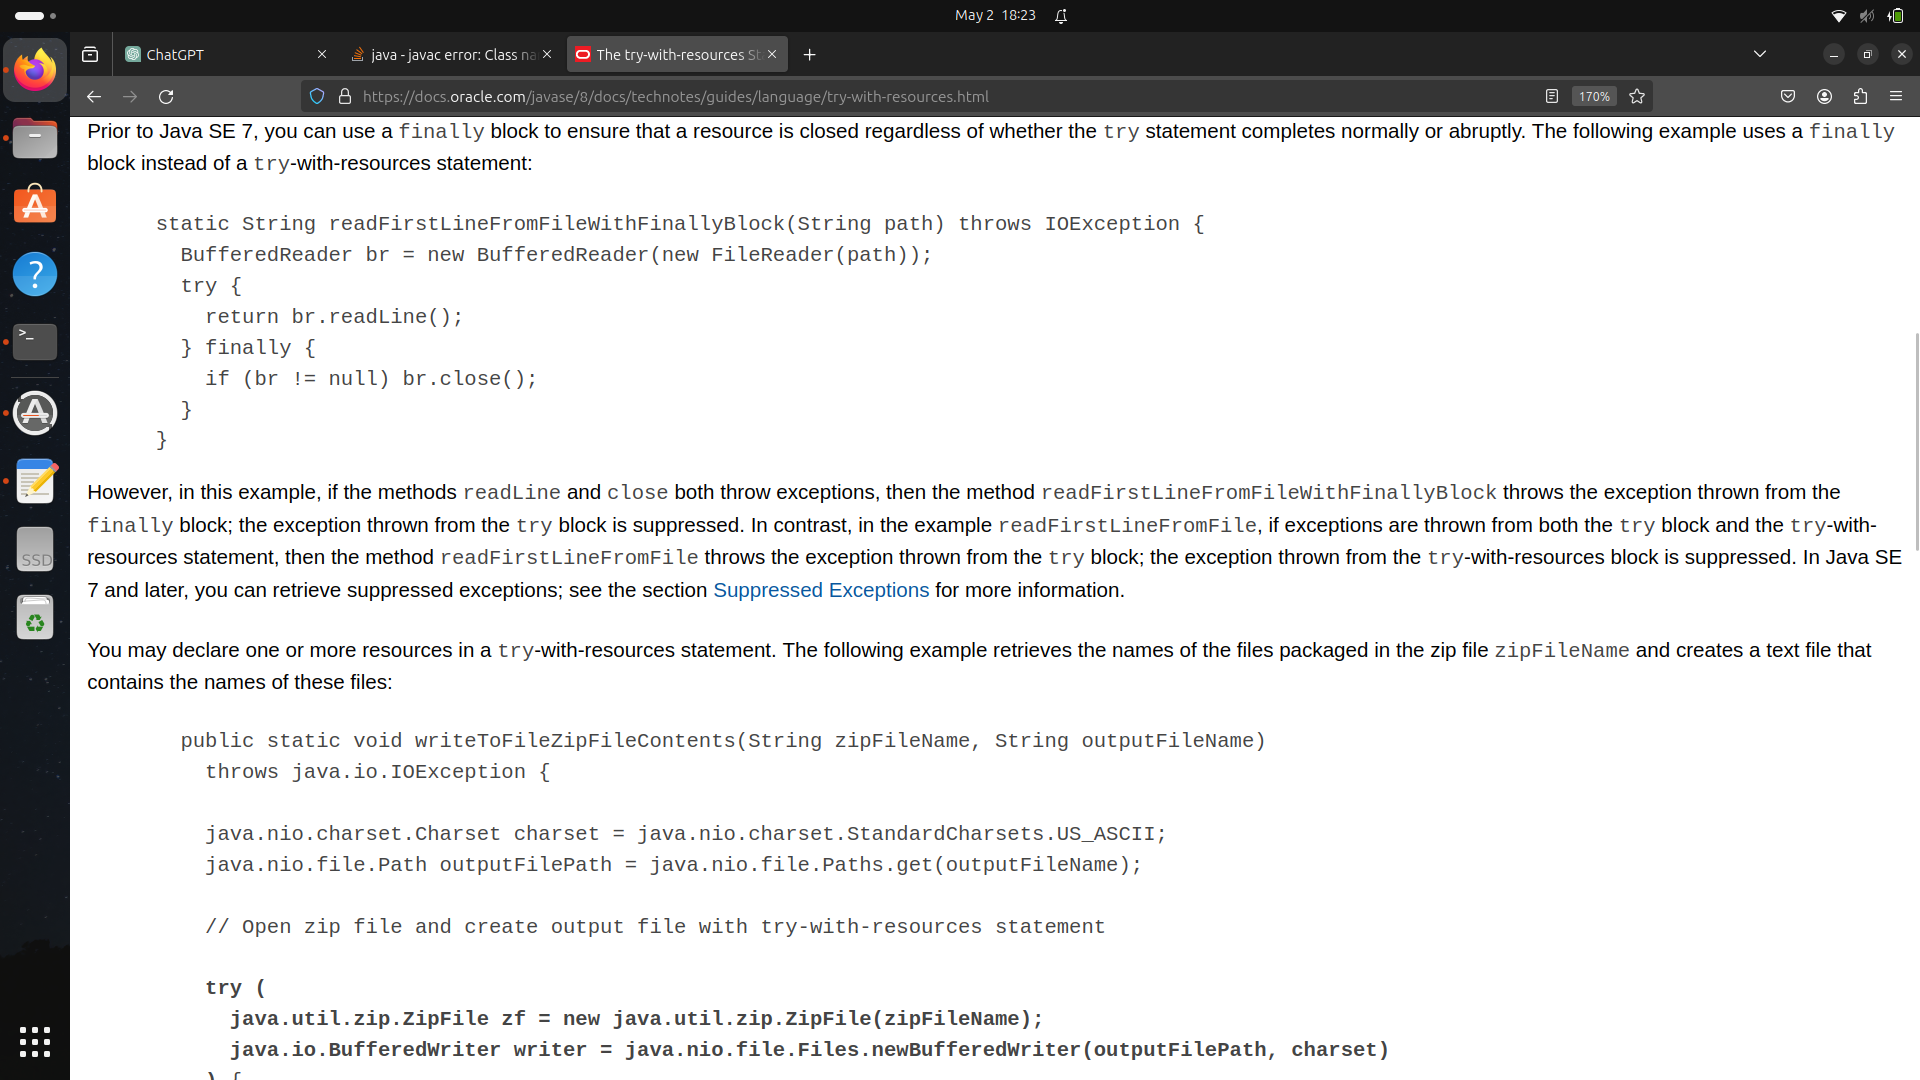 May 2 18:23
ChatGPT
java - javac error: Class na
The try-with-resources St
https://docs.oracle.com/javase/8/docs/technotes/guides/language/try-with-resources.html
170%
Prior to Java SE 7, you can use a finally block to ensure that a resource is closed regardless of whether the try statement completes normally or abruptly. The following example uses a finally
block instead of a try-with-resources statement:
static String readFirstLineFromFileWithFinallyBlock(String path) throws IOException {
  BufferedReader br = new BufferedReader(new FileReader(path));
  try {
    return br.readLine();
  } finally {
    if (br != null) br.close();
  }
}
However, in this example, if the methods readLine and close both throw exceptions, then the method readFirstLineFromFileWithFinallyBlock throws the exception thrown from the
finally block; the exception thrown from the try block is suppressed. In contrast, in the example readFirstLineFromFile, if exceptions are thrown from both the try block and the try-with-
resources statement, then the method readFirstLineFromFile throws the exception thrown from the try block; the exception thrown from the try-with-resources block is suppressed. In Java SE
7 and later, you can retrieve suppressed exceptions; see the section Suppressed Exceptions for more information.
You may declare one or more resources in a try-with-resources statement. The following example retrieves the names of the files packaged in the zip file zipFileName and creates a text file that
contains the names of these files:
  public static void writeToFileZipFileContents(String zipFileName, String outputFileName)
    throws java.io.IOException {
    java.nio.charset.Charset charset = java.nio.charset.StandardCharsets.US_ASCII;
    java.nio.file.Path outputFilePath = java.nio.file.Paths.get(outputFileName);
    // Open zip file and create output file with try-with-resources statement
    try (
      java.util.zip.ZipFile zf = new java.util.zip.ZipFile(zipFileName);
      java.io.BufferedWriter writer = java.nio.file.Files.newBufferedWriter(outputFilePath, charset)
    ) {
SSD